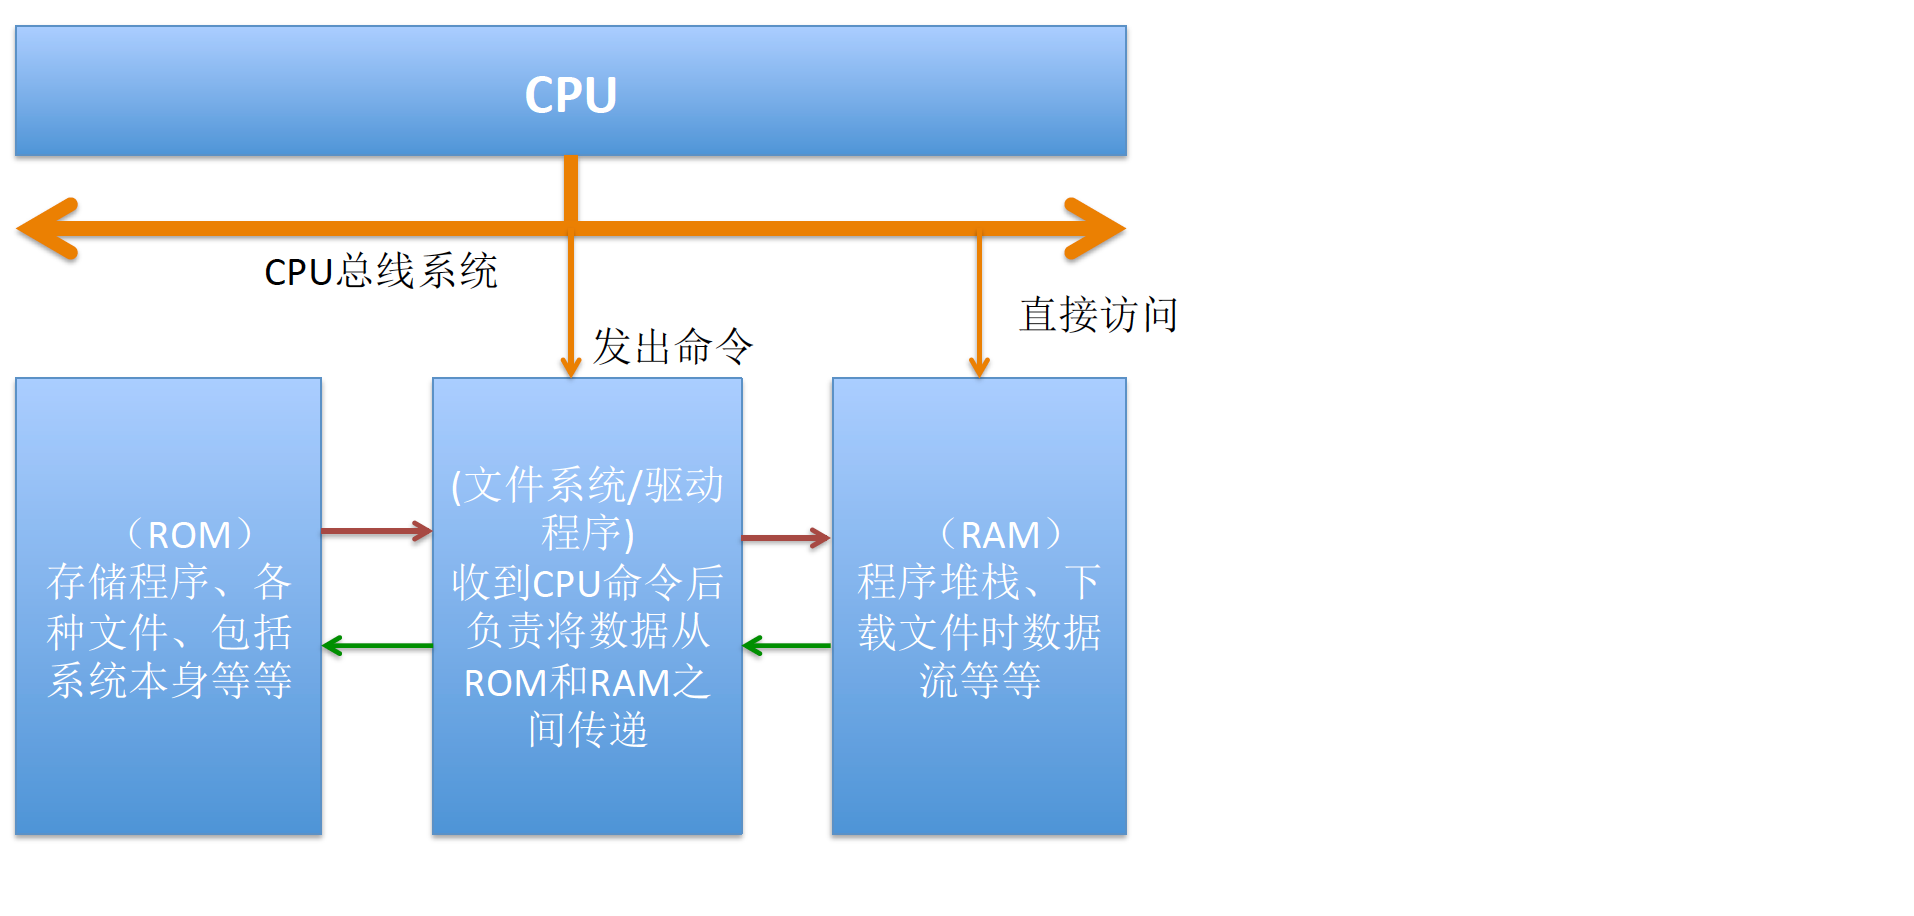 CPU
CPU总线系统
直接访问
发出命令
（ROM）
存储程序、各
种文件、包括
系统本身等等
(文件系统/驱动
程序)
收到CPU命令后
负责将数据从
ROM和RAM之
间传递
（RAM）
程序堆栈、下
载文件时数据
流等等